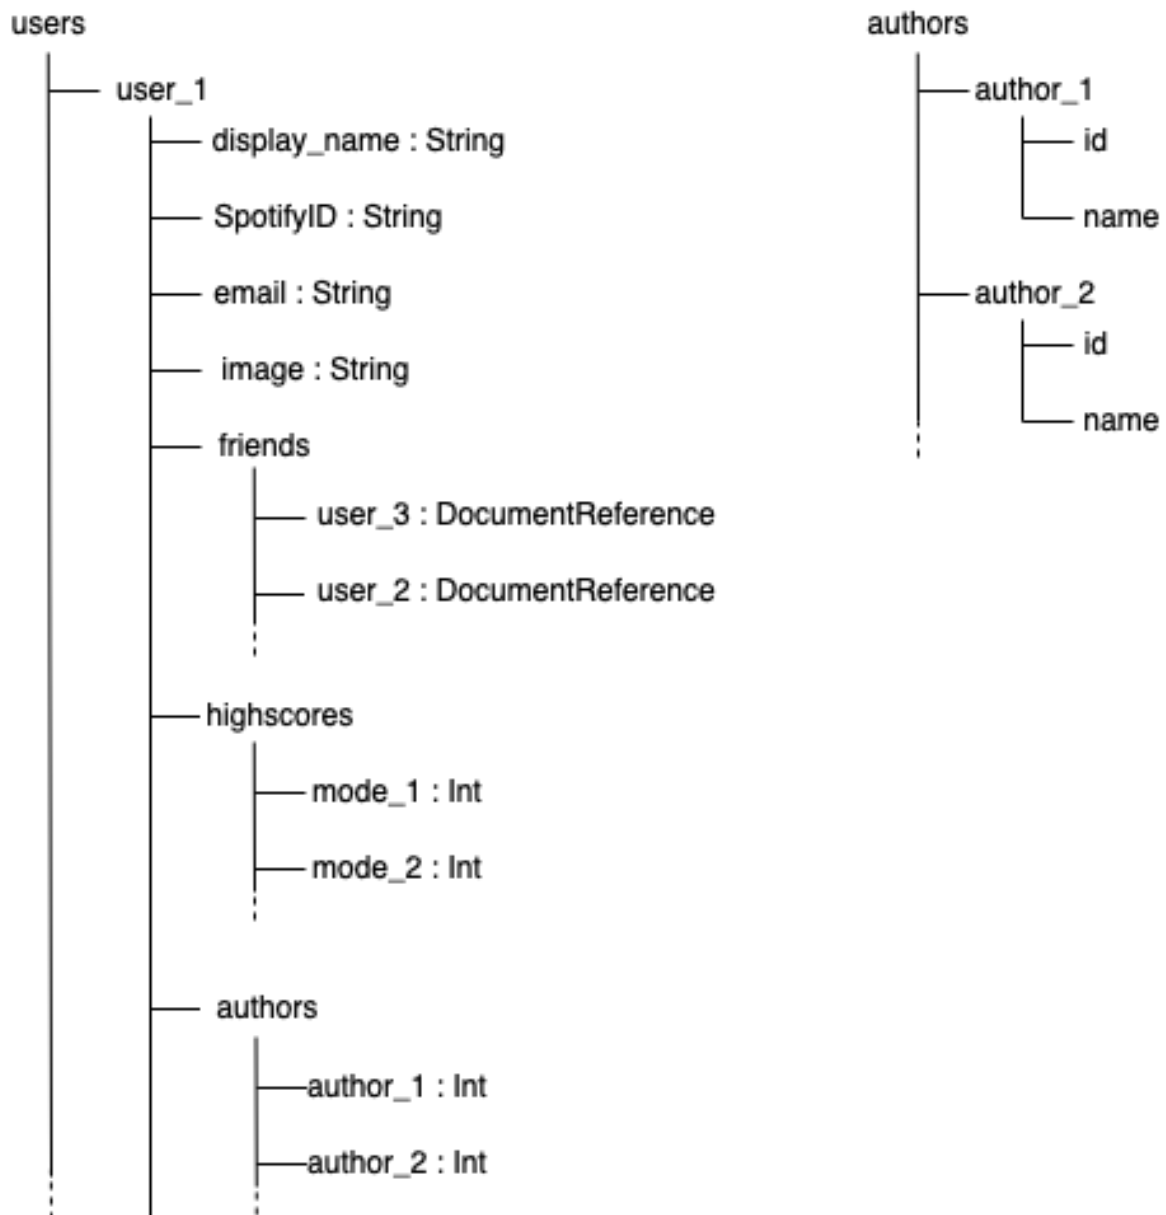 users
user_1
display_name : String
SpotifyID : String
email : String
image : String
friends
user_3 : DocumentReference
user_2 : DocumentReference
highscores
mode_1 : Int
mode_2 : Int
authors
author_1 : Int
author_2 : Int
authors
author_1
id
name
author_2
id
name